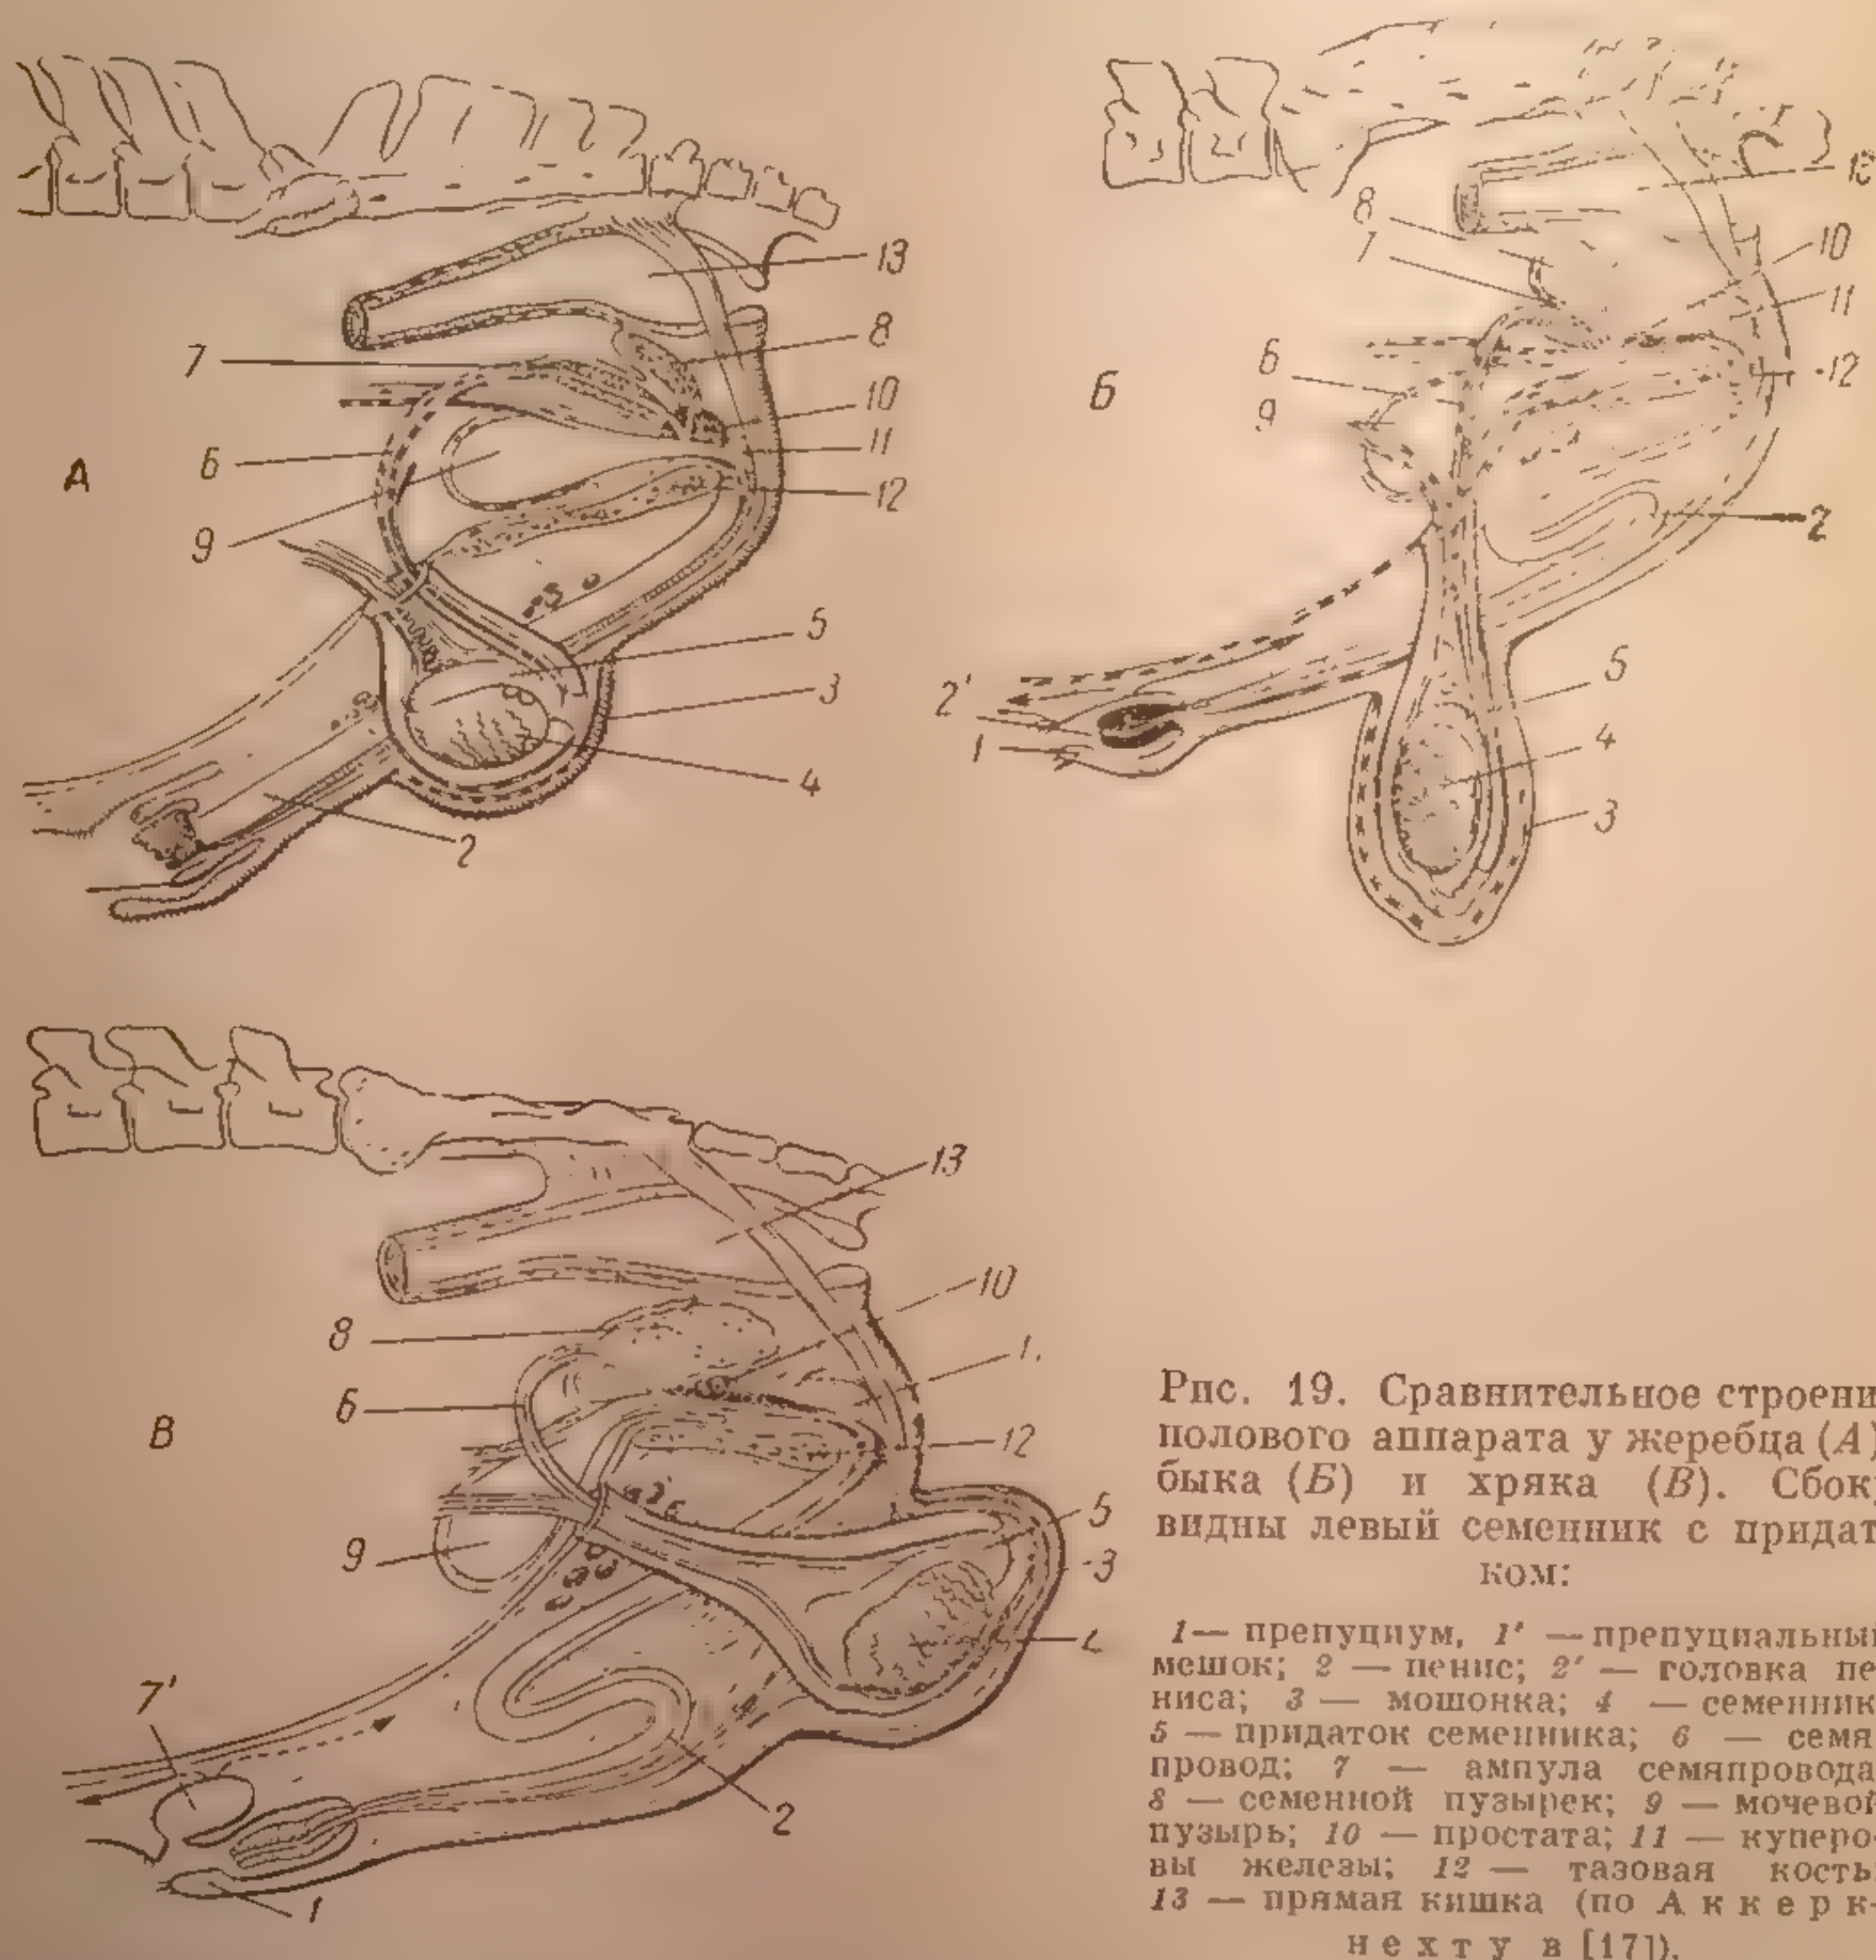 13
8
7
10
6
11
А
12
9
5
3
4
2
8
7
10
11
6
Б
12
9
2
5
2'
1
4
3
13
10
8
6
12
В
5
9
3
7'
2
1
Рис. 19. Сравнительное строени
полового аппарата у жеребца (А)
быка (Б) и хряка (В). Сбоку
видны левый семенник с придат
ком:
1— препуциум, 1' —препуциальный
мешок; 2 — пенис; 2' — головка пе
ниса; 3 — мошонка; 4 — семенник
5 — придаток семенника; 6 — семя
провод; 7 — ампула семяпровода
8 — семенной пузырек; 9 — мочевой
пузырь; 10 — простата; 11 — куперо-
вы железы; 12 — тазовая кость
13 — прямая кишка (по Аккерк-
нехту в [17]).